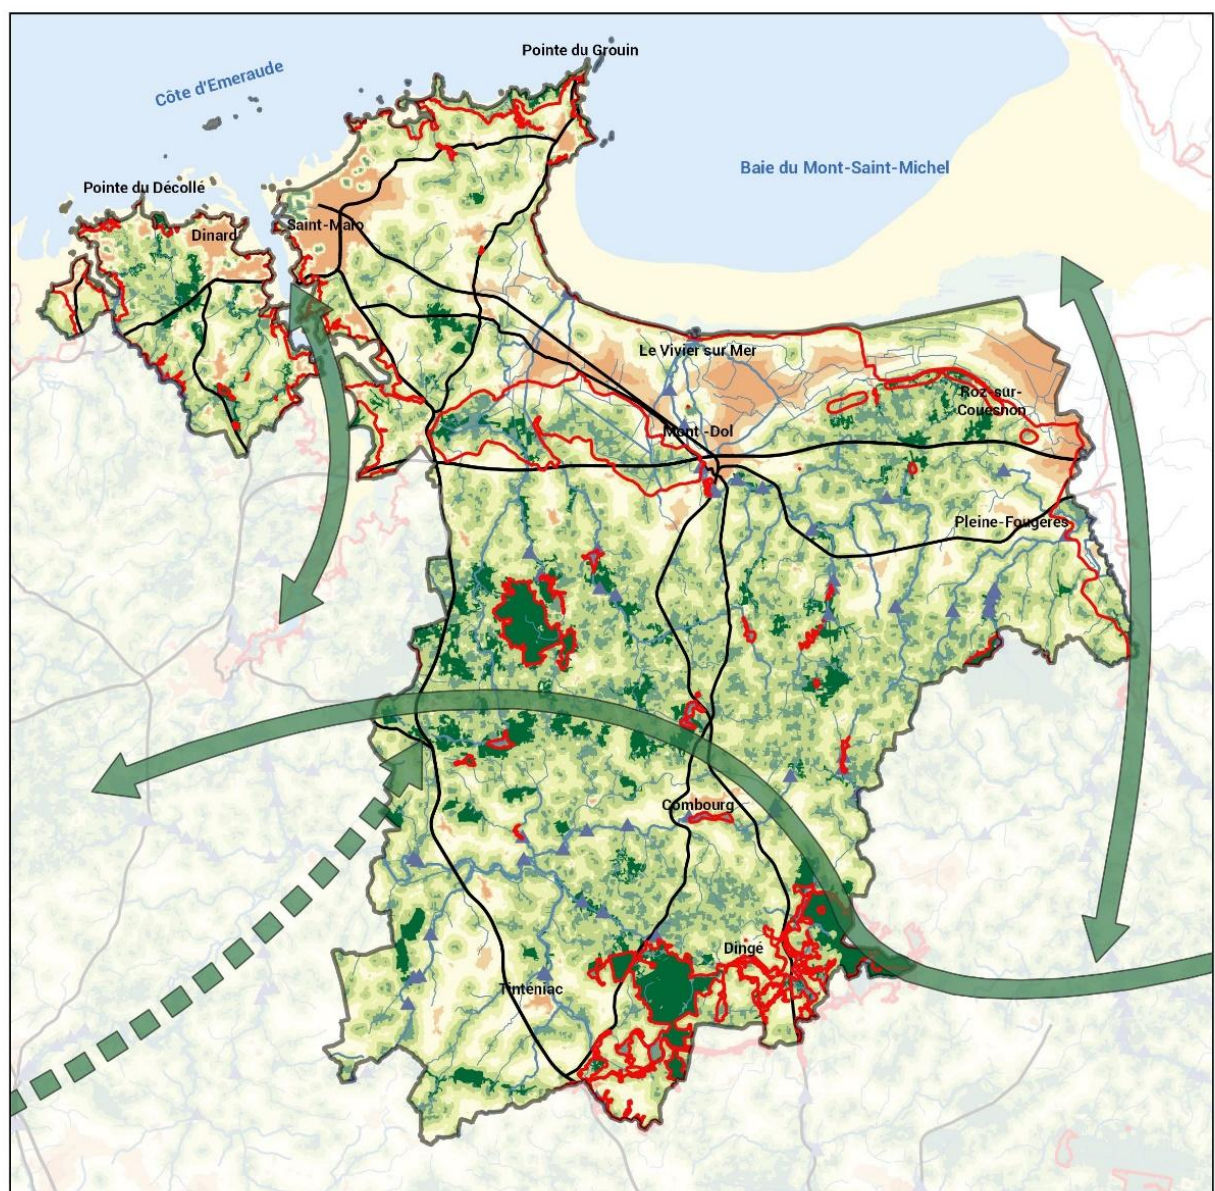 Pointe du Grouin
Côte d'Emeraude
Baie du Mont-Saint-Michel
Pointe du Décollé
Saint-Malo
Dinard
Le Vivier sur Mer
Roz-sur-
Couesnon
Mont -Dol
Pleine-Fougères
Combourg
Dingé
Tinténiac